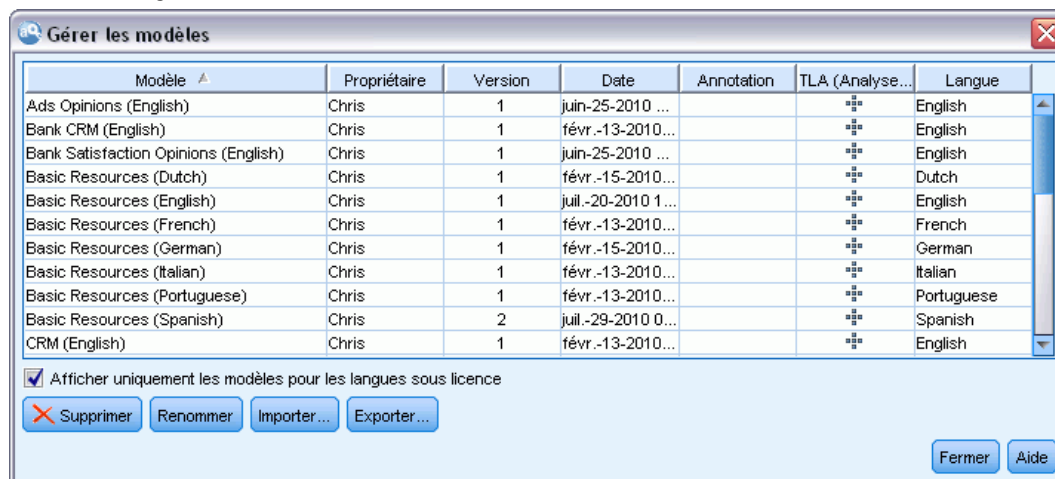 Gérer les modèles
Modèle Propriétaire Version Date Annotation TLA (Analyse... Langue
Ads Opinions (English) Chris 1 juin-25-2010 ... English
Bank CRM (English) Chris 1 févr.-13-2010... English
Bank Satisfaction Opinions (English) Chris 1 juin-25-2010 ... English
Basic Resources (Dutch) Chris 1 févr.-15-2010... Dutch
Basic Resources (English) Chris 1 juil.-20-2010 1... English
Basic Resources (French) Chris 1 févr.-13-2010... French
Basic Resources (German) Chris 1 févr.-15-2010... German
Basic Resources (Italian) Chris 1 févr.-13-2010... Italian
Basic Resources (Portuguese) Chris 1 févr.-13-2010... Portuguese
Basic Resources (Spanish) Chris 2 juil.-29-2010 0... Spanish
CRM (English) Chris 1 févr.-13-2010... English
Afficher uniquement les modèles pour les langues sous licence
Supprimer Renommer Importer... Exporter...
Fermer Aide